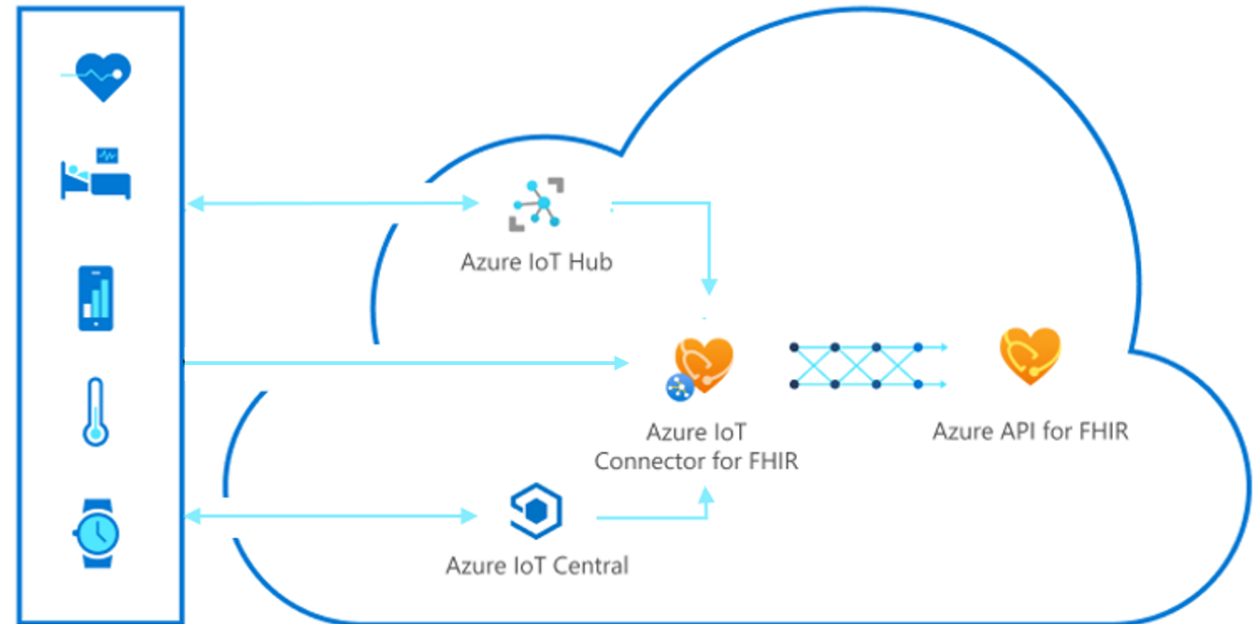 Azure IoT Hub
Azure IoT
Connector for FHIR
Azure API for FHIR
Azure IoT Central